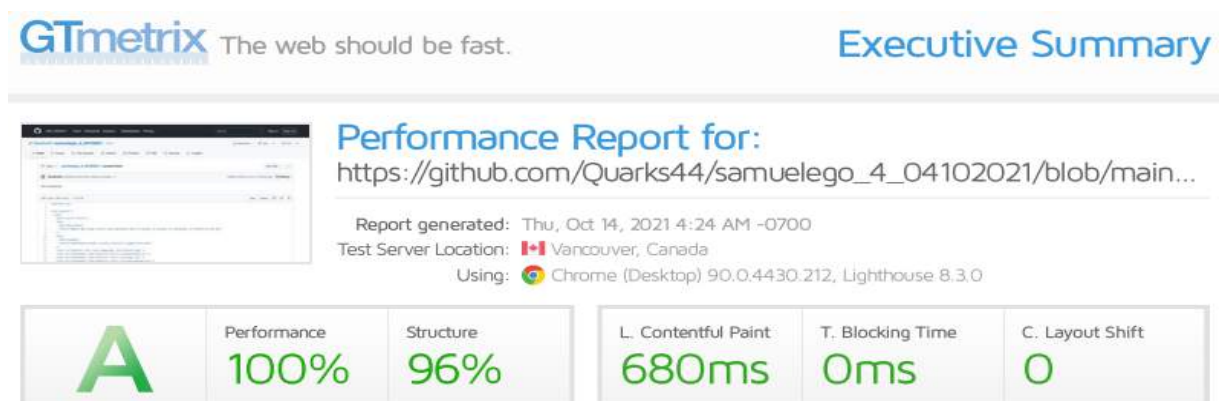 GTmetrix The web should be fast. Executive Summary
Performance Report for:
https://github.com/Quarks44/samuelego_4_04102021/blob/main...
Report generated: Thu, Oct 14, 2021 4:24 AM -0700
Test Server Location: Vancouver, Canada
Using: Chrome (Desktop) 90.0.4430.212, Lighthouse 8.3.0
A
Performance
100%
Structure
96%
L. Contentful Paint
680ms
T. Blocking Time
0ms
C. Layout Shift
0